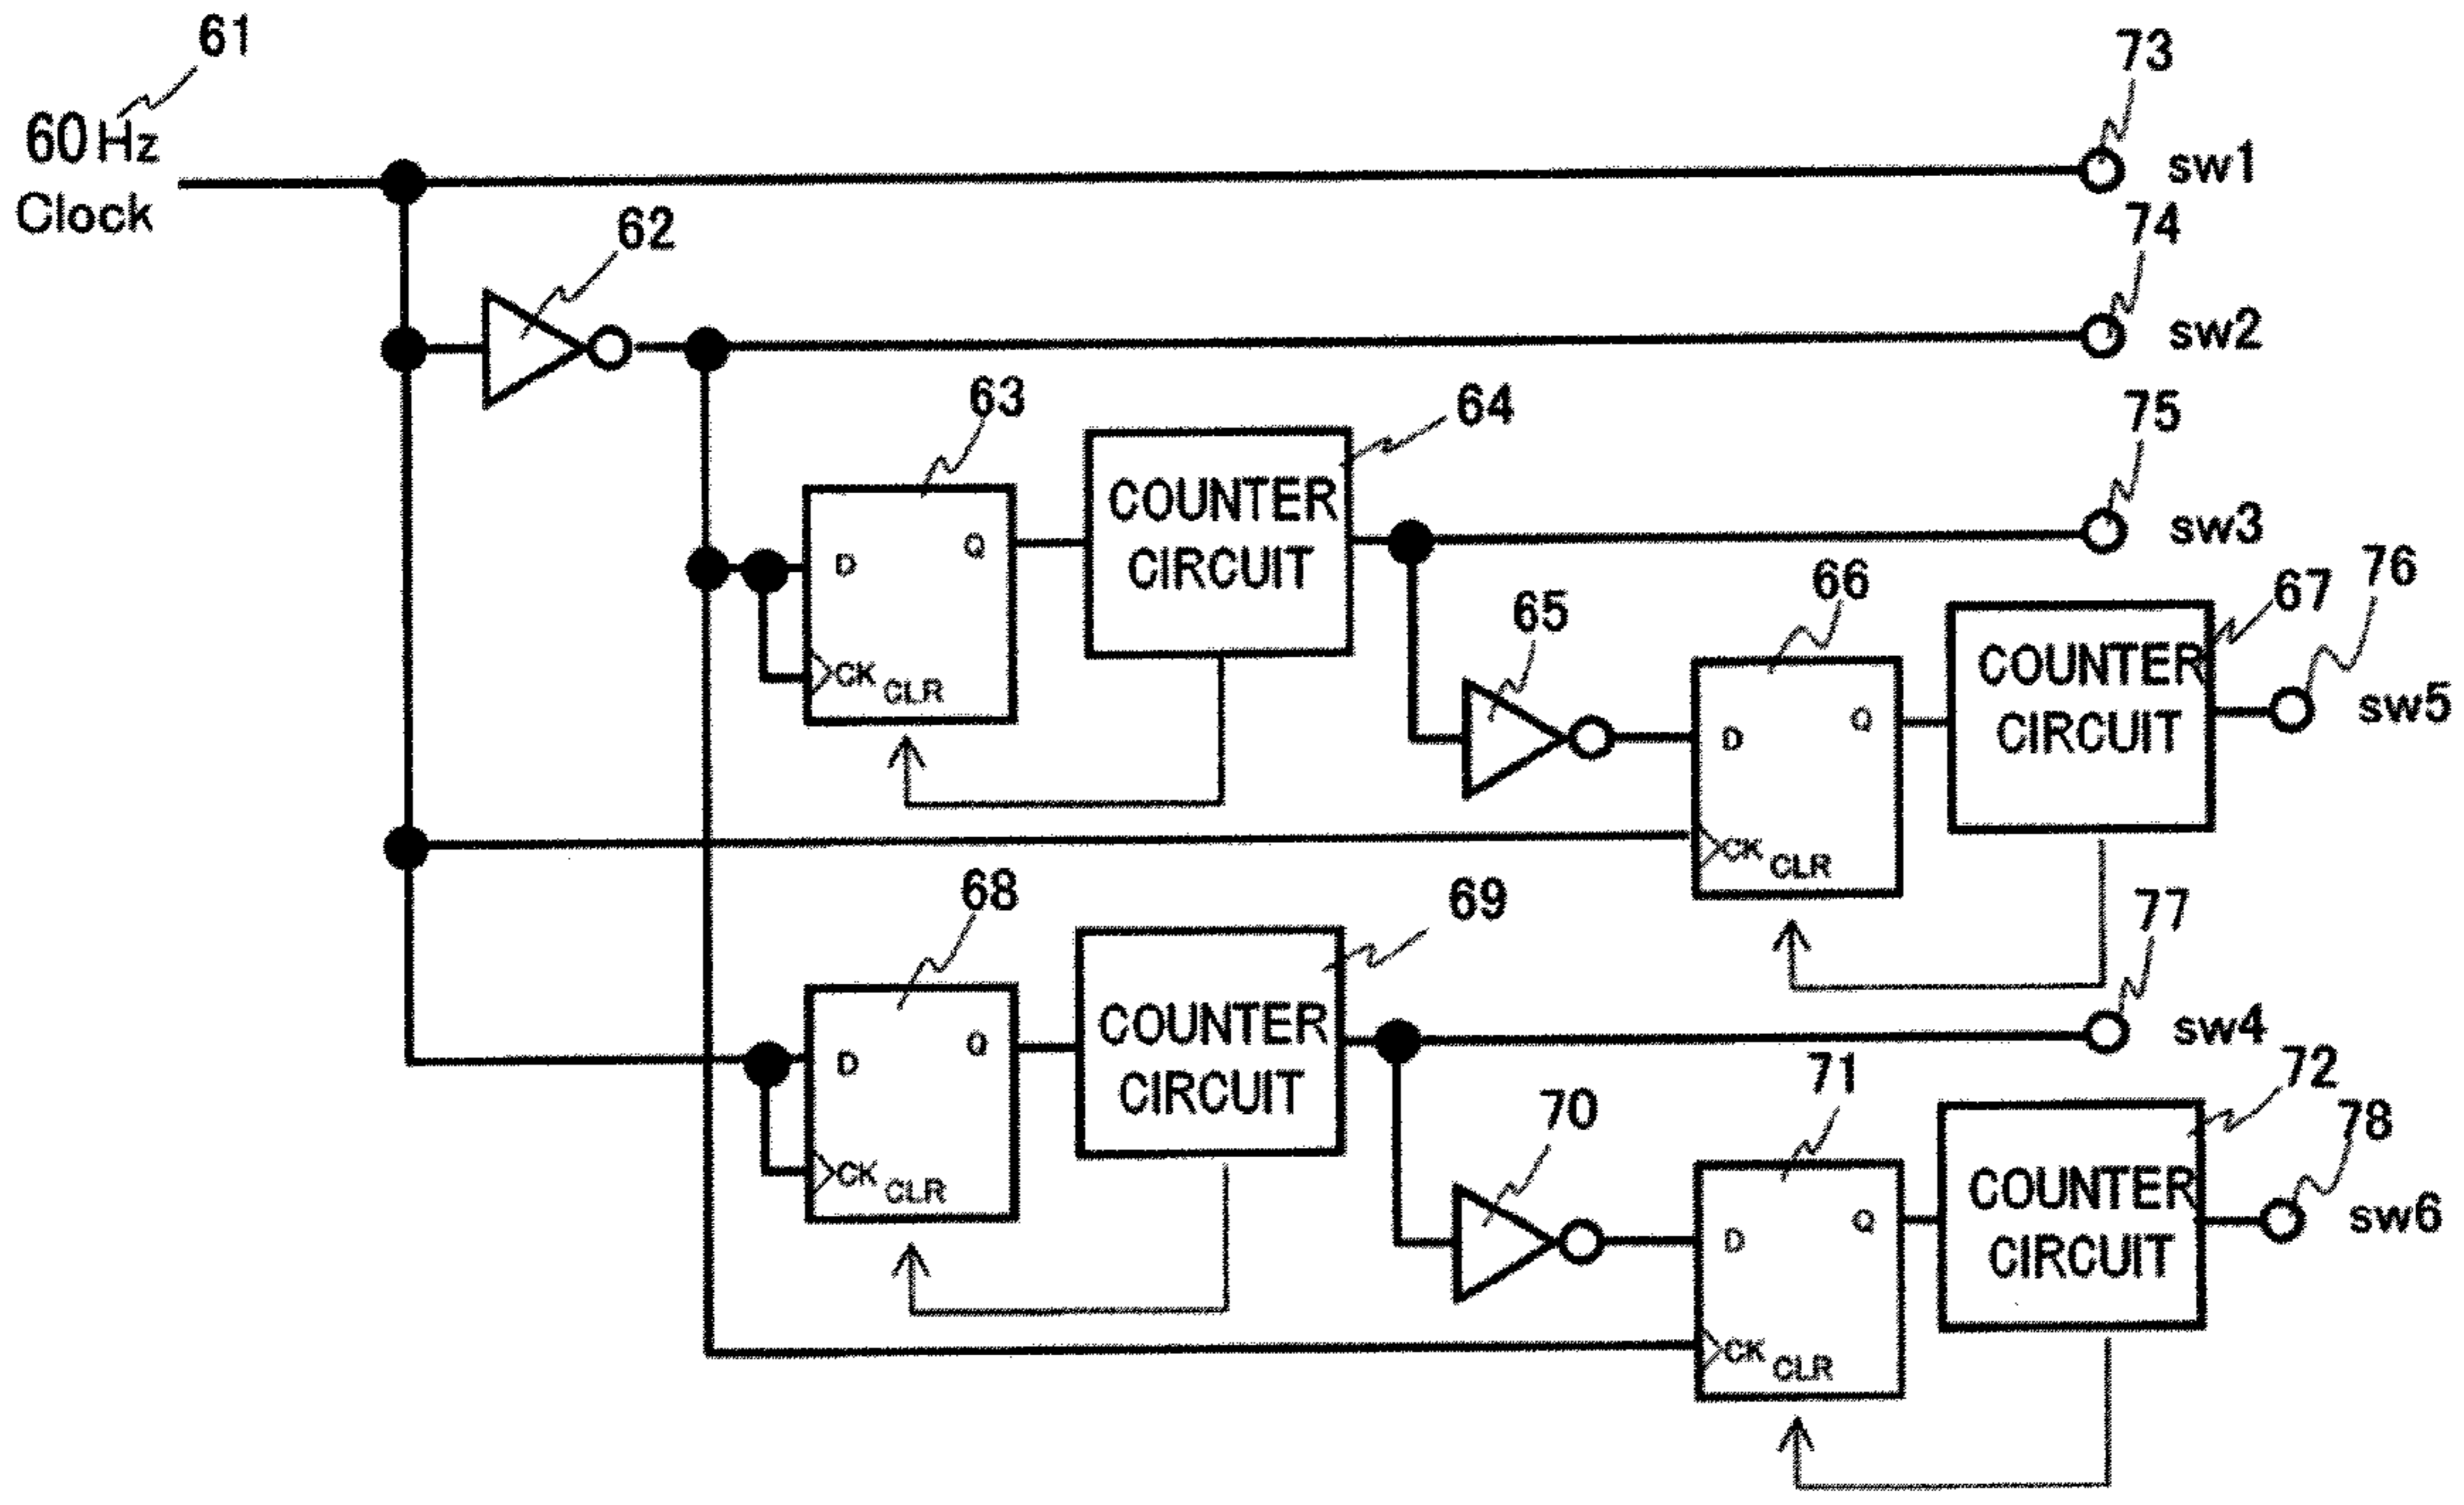 61
60 Hz
Clock
73
sw1
62
74
sw2
63
64
75
D
Q
COUNTER
CIRCUIT
sw3
CK
CLR
65
66
67
76
D
Q
COUNTER
CIRCUIT
sw5
CK
CLR
68
69
77
D
Q
COUNTER
CIRCUIT
sw4
CK
CLR
70
71
72
78
D
Q
COUNTER
CIRCUIT
sw6
CK
CLR